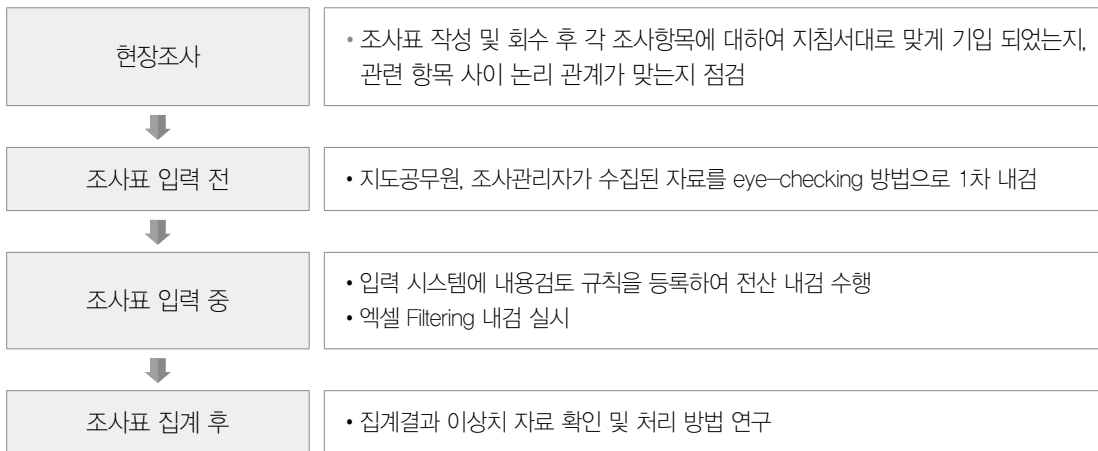 현장조사
• 조사표 작성 및 회수 후 각 조사항목에 대하여 지침서대로 맞게 기입 되었는지,
관련 항목 사이 논리 관계가 맞는지 점검
조사표 입력 전
• 지도공무원, 조사관리자가 수집된 자료를 eye-checking 방법으로 1차 내검
조사표 입력 중
• 입력 시스템에 내용검토 규칙을 등록하여 전산 내검 수행
• 엑셀 Filtering 내검 실시
조사표 집계 후
• 집계결과 이상치 자료 확인 및 처리 방법 연구